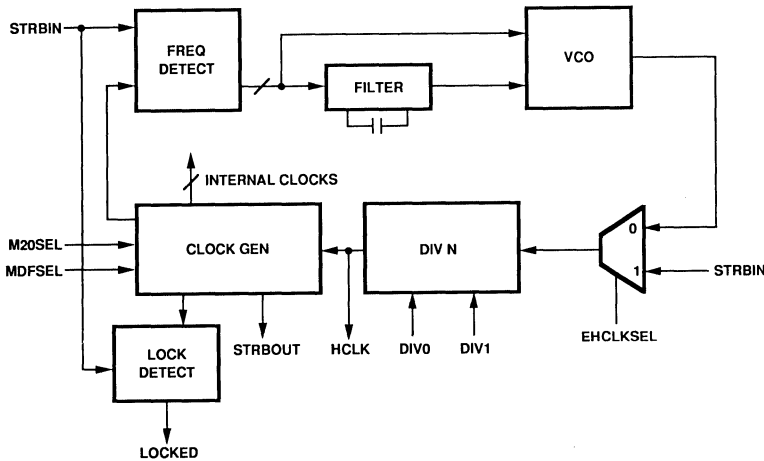 STRBIN
FREQ
DETECT
FILTER
VCO
INTERNAL CLOCKS
M20SEL
MDFSEL
CLOCK GEN
DIV N
0
1
STRBIN
EHCLKSEL
STRBOUT
HCLK
DIV0
DIV1
LOCK
DETECT
LOCKED